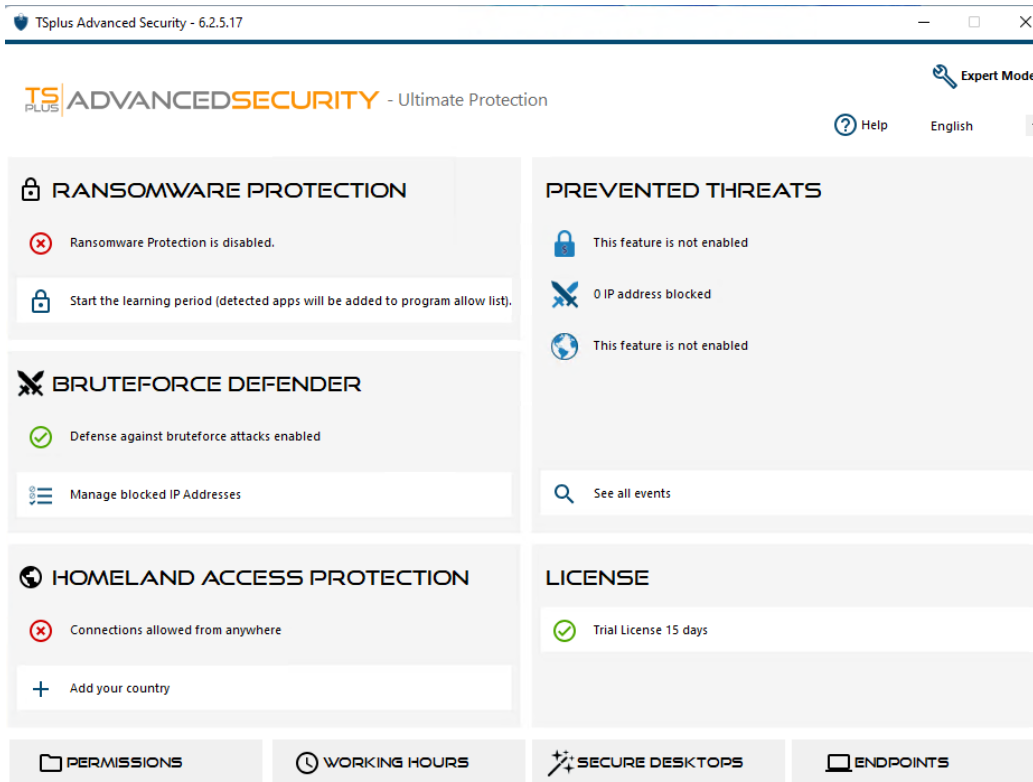 TSplus Advanced Security - 6.2.5.17
Expert Mode
TS PLUS ADVANCEDSECURITY - Ultimate Protection
Help
English
RANSOMWARE PROTECTION
Ransomware Protection is disabled.
Start the learning period (detected apps will be added to program allow list).
BRUTEFORCE DEFENDER
Defense against bruteforce attacks enabled
Manage blocked IP Addresses
HOMELAND ACCESS PROTECTION
Connections allowed from anywhere
Add your country
PREVENTED THREATS
This feature is not enabled
0 IP address blocked
This feature is not enabled
See all events
LICENSE
Trial License 15 days
PERMISSIONS
WORKING HOURS
SECURE DESKTOPS
ENDPOINTS